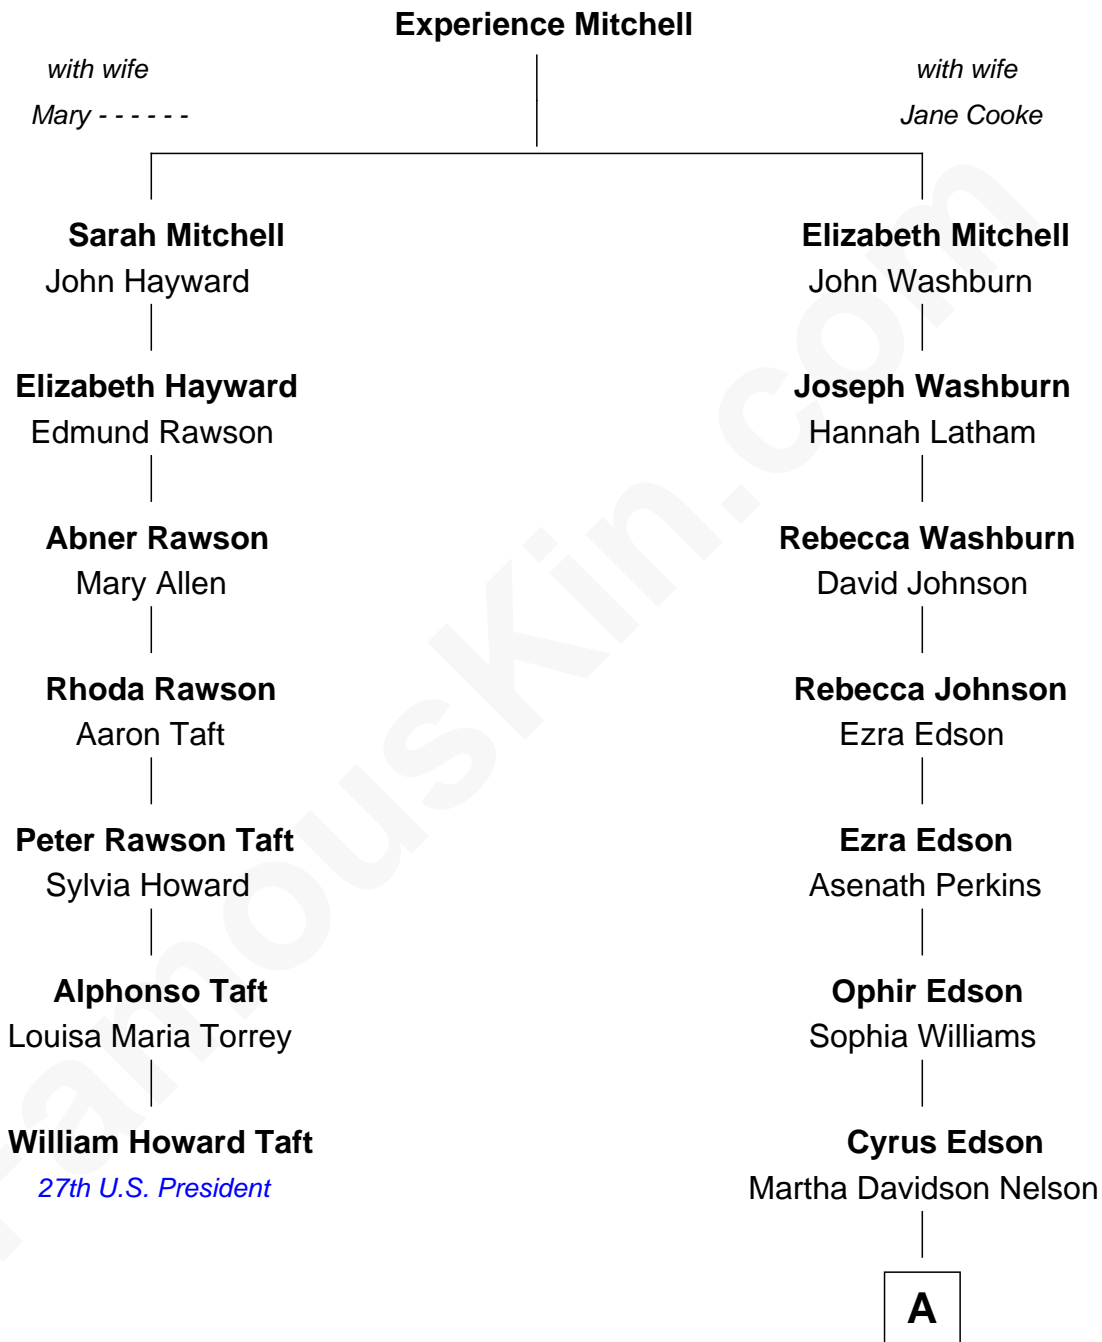 Experience Mitchell
with wife
Mary - - - - - -
with wife
Jane Cooke
Sarah Mitchell
John Hayward
Elizabeth Mitchell
John Washburn
Elizabeth Hayward
Edmund Rawson
Joseph Washburn
Hannah Latham
Abner Rawson
Mary Allen
Rebecca Washburn
David Johnson
Rhoda Rawson
Aaron Taft
Rebecca Johnson
Ezra Edson
Peter Rawson Taft
Sylvia Howard
Ezra Edson
Asenath Perkins
Alphonso Taft
Louisa Maria Torrey
Ophir Edson
Sophia Williams
William Howard Taft
27th U.S. President
Cyrus Edson
Martha Davidson Nelson
A
FamousKin.com